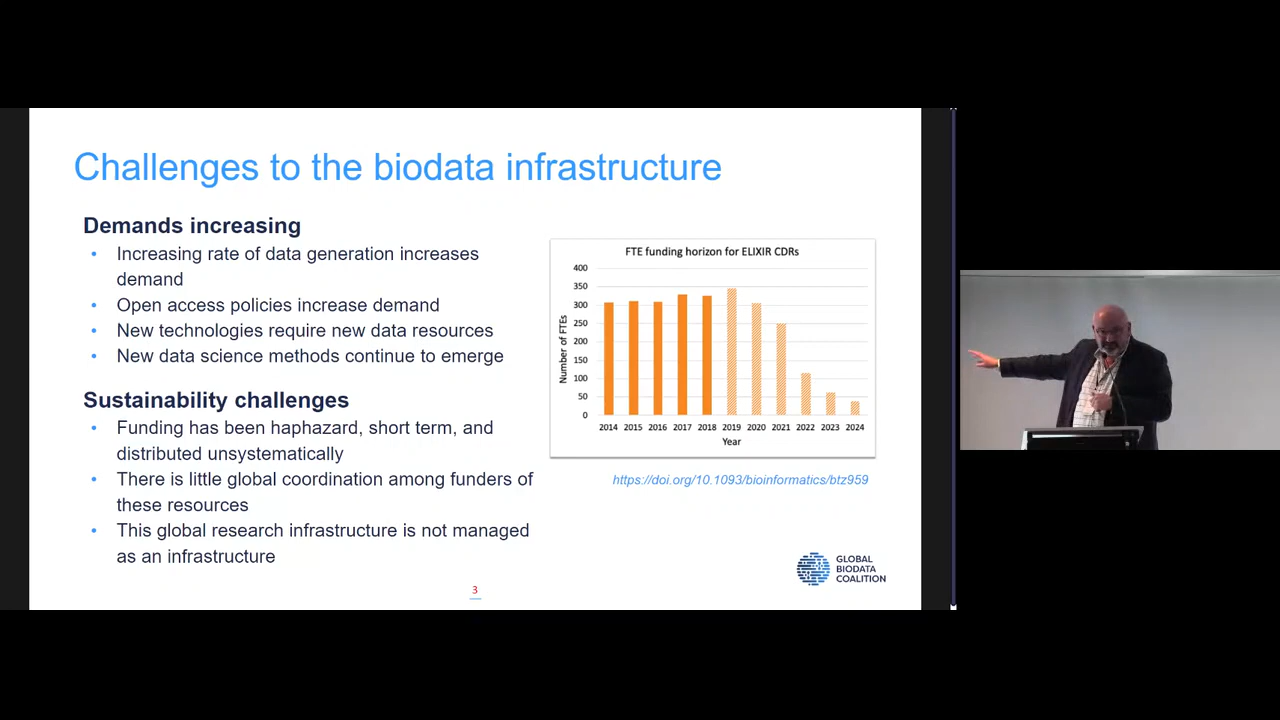 Challenges to the biodata infrastructure
Demands increasing
• Increasing rate of data generation increases
demand
• Open access policies increase demand
• New technologies require new data resources
• New data science methods continue to emerge
Sustainability challenges
• Funding has been haphazard, short term, and
distributed unsystematically
• There is little global coordination among funders of
these resources
• This global research infrastructure is not managed
as an infrastructure
FTE funding horizon for ELIXIR CDRs
Number of FTEs
400
350
300
250
200
150
100
50
0
2014 2015 2016 2017 2018 2019 2020 2021 2022 2023 2024
Year
https://doi.org/10.1093/bioinformatics/btz959
GLOBAL
BIODATA
COALITION
3